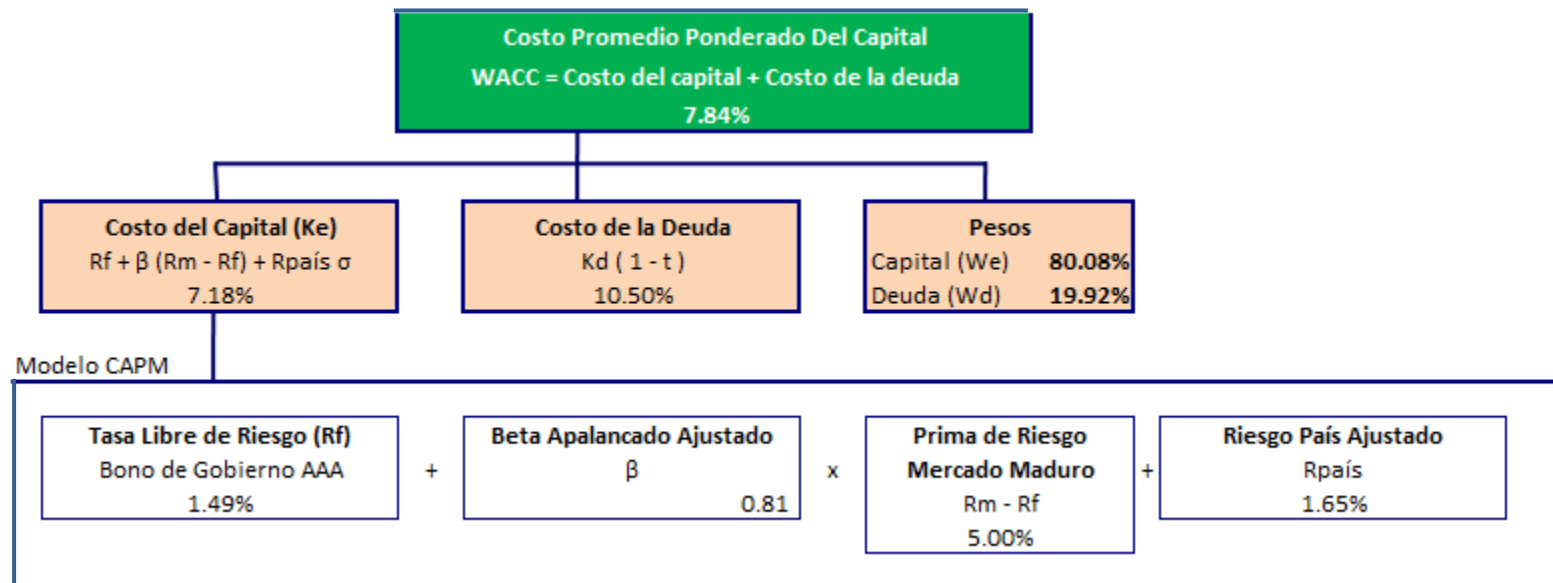 Costo Promedio Ponderado Del Capital
WACC = Costo del capital + Costo de la deuda
7.84%
Costo del Capital (Ke)
Rf + β (Rm - Rf) + Rpaís σ
7.18%
Costo de la Deuda
Kd ( 1 - t )
10.50%
Pesos
Capital (We) 80.08%
Deuda (Wd) 19.92%
Modelo CAPM
Tasa Libre de Riesgo (Rf)
Bono de Gobierno AAA
1.49%
+
Beta Apalancado Ajustado
β
0.81
x
Prima de Riesgo
Mercado Maduro
Rm - Rf
5.00%
+
Riesgo País Ajustado
Rpaís
1.65%